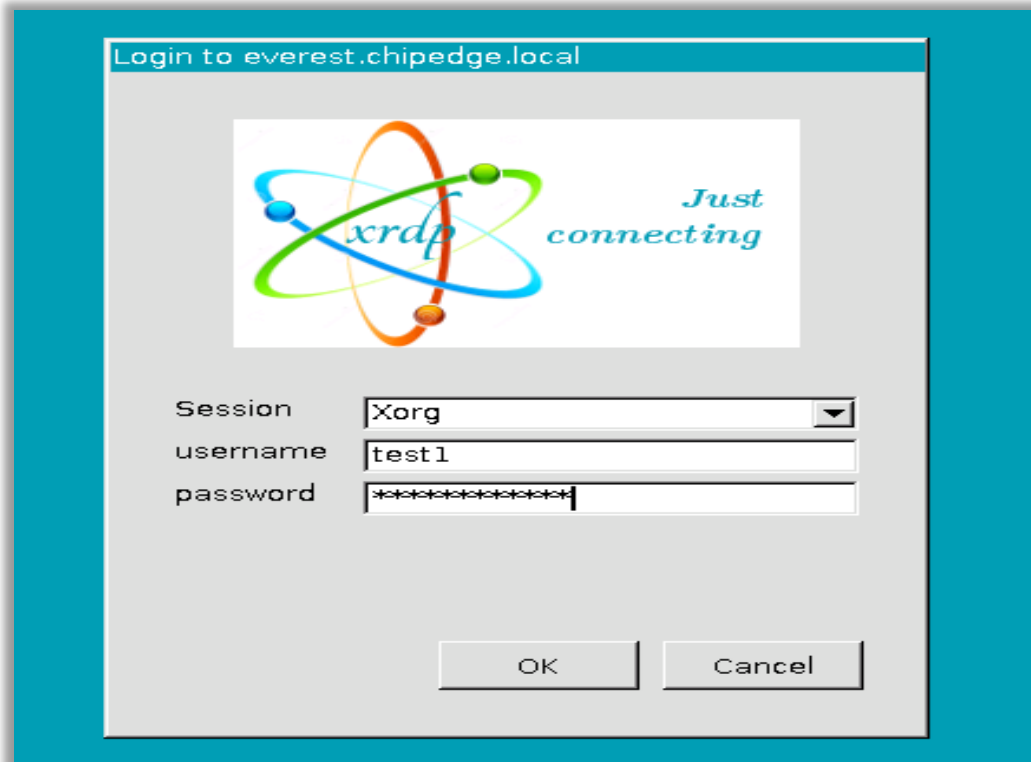 Login to everest.chipedge.local
xrdp
Just
connecting
Session
Xorg
username
test1
password
*************
OK
Cancel